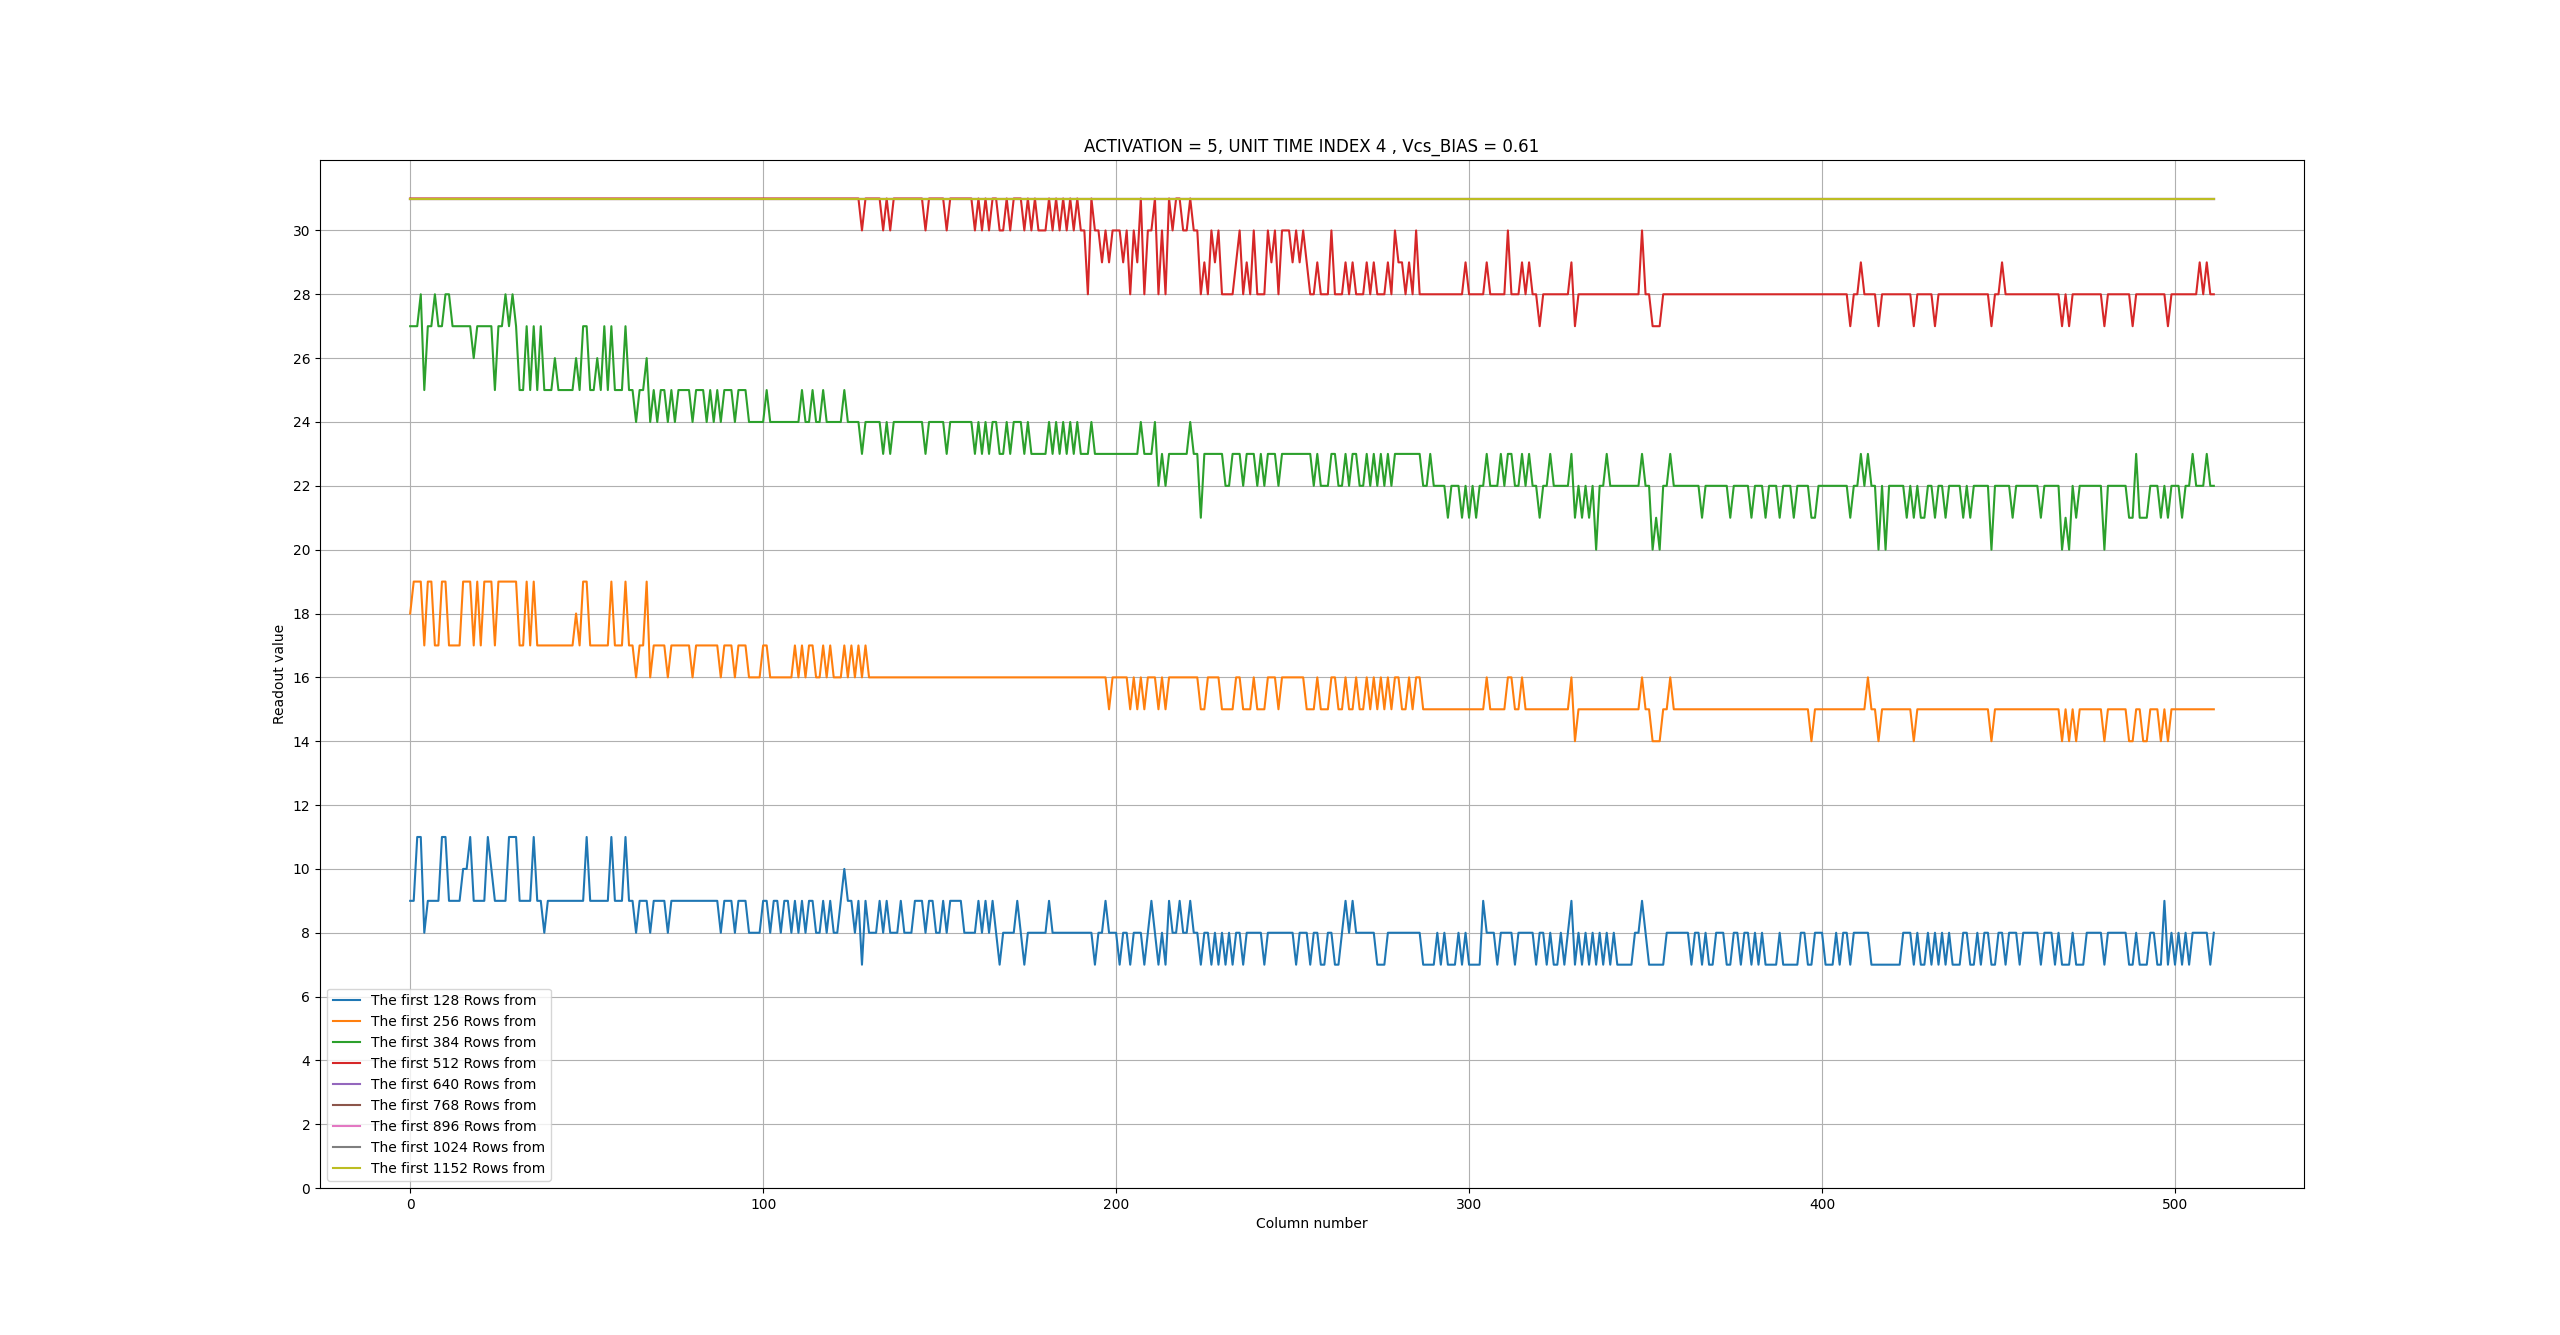 ACTIVATION = 5, UNIT TIME INDEX 4 , Vcs_BIAS = 0.61
Readout value
30
28
26
24
22
20
18
16
14
12
10
8
6
4
2
0
The first 128 Rows from
The first 256 Rows from
The first 384 Rows from
The first 512 Rows from
The first 640 Rows from
The first 768 Rows from
The first 896 Rows from
The first 1024 Rows from
The first 1152 Rows from
0 100 200 300 400 500
Column number